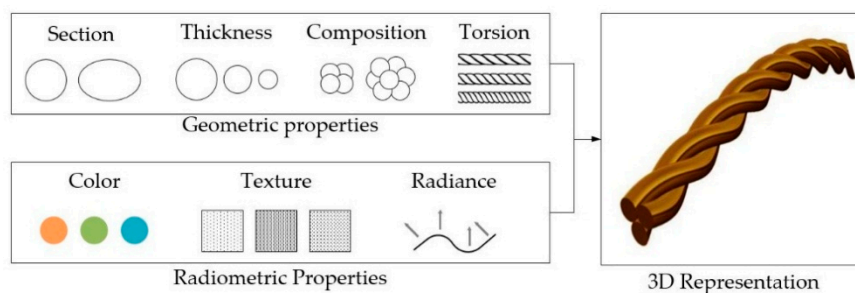 Section Thickness Composition Torsion
Geometric properties
Color Texture Radiance
Radiometric Properties
3D Representation